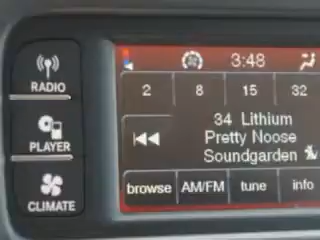 3:48
RADIO
2 8 15 32
34 Lithium
Pretty Noose
Soundgarden
PLAYER
browse AM/FM tune info
CLIMATE